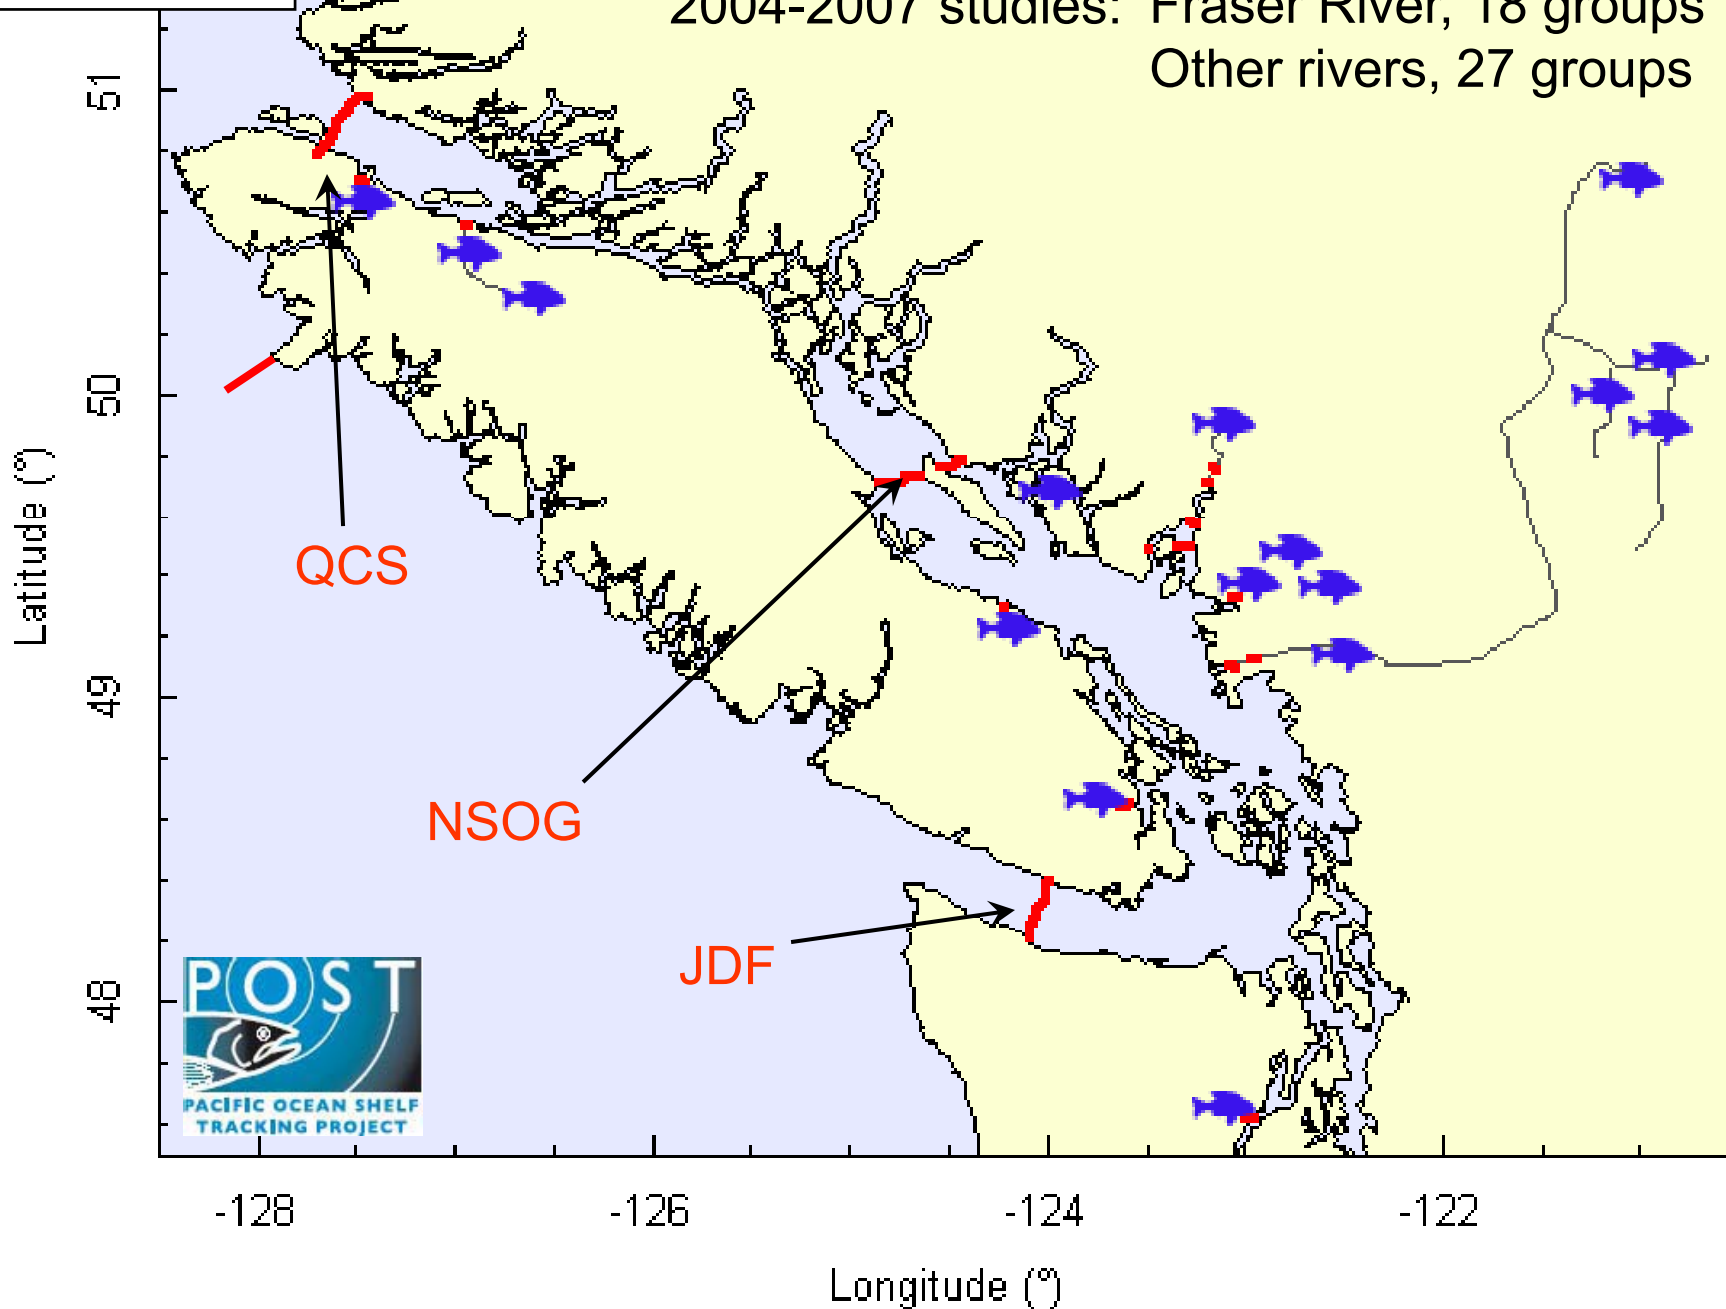 2004-2007 studies: Fraser River, 18 groups
Other rivers, 27 groups
51
50
49
48
Latitude (º)
QCS
NSOG
JDF
POST
PACIFIC OCEAN SHELF
TRACKING PROJECT
-128
-126
-124
-122
Longitude (º)